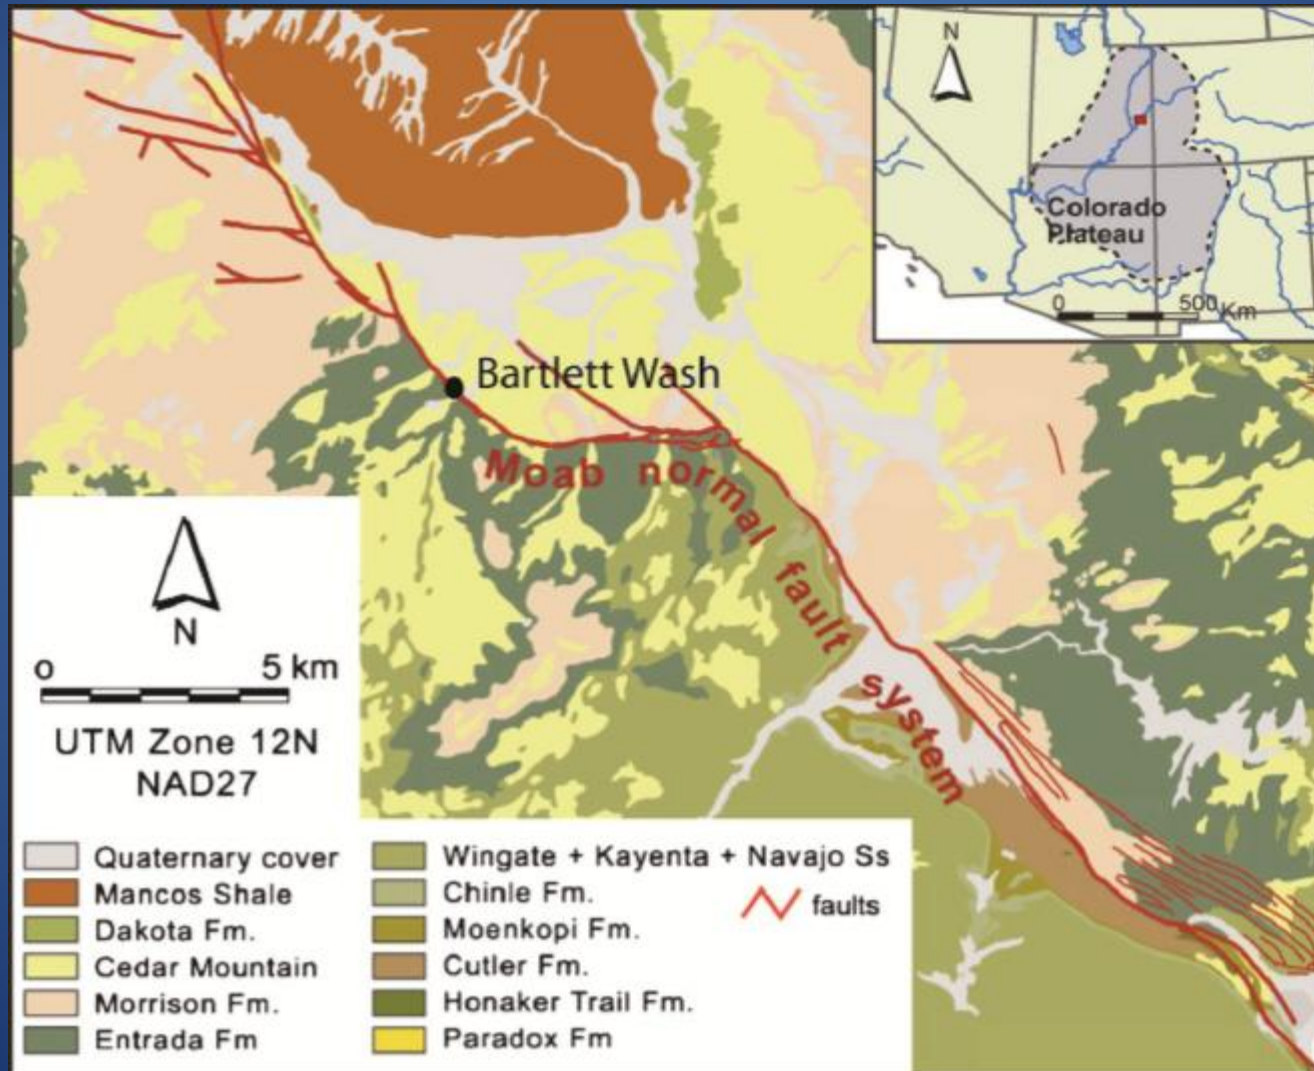 N
Colorado
Plateau
0 500 Km
Bartlett Wash
Moab normal fault system
N
0 5 km
UTM Zone 12N
NAD27
Quaternary cover
Mancos Shale
Dakota Fm.
Cedar Mountain
Morrison Fm.
Entrada Fm
Wingate + Kayenta + Navajo Ss
Chinle Fm.
Moenkopi Fm.
Cutler Fm.
Honaker Trail Fm.
Paradox Fm
faults